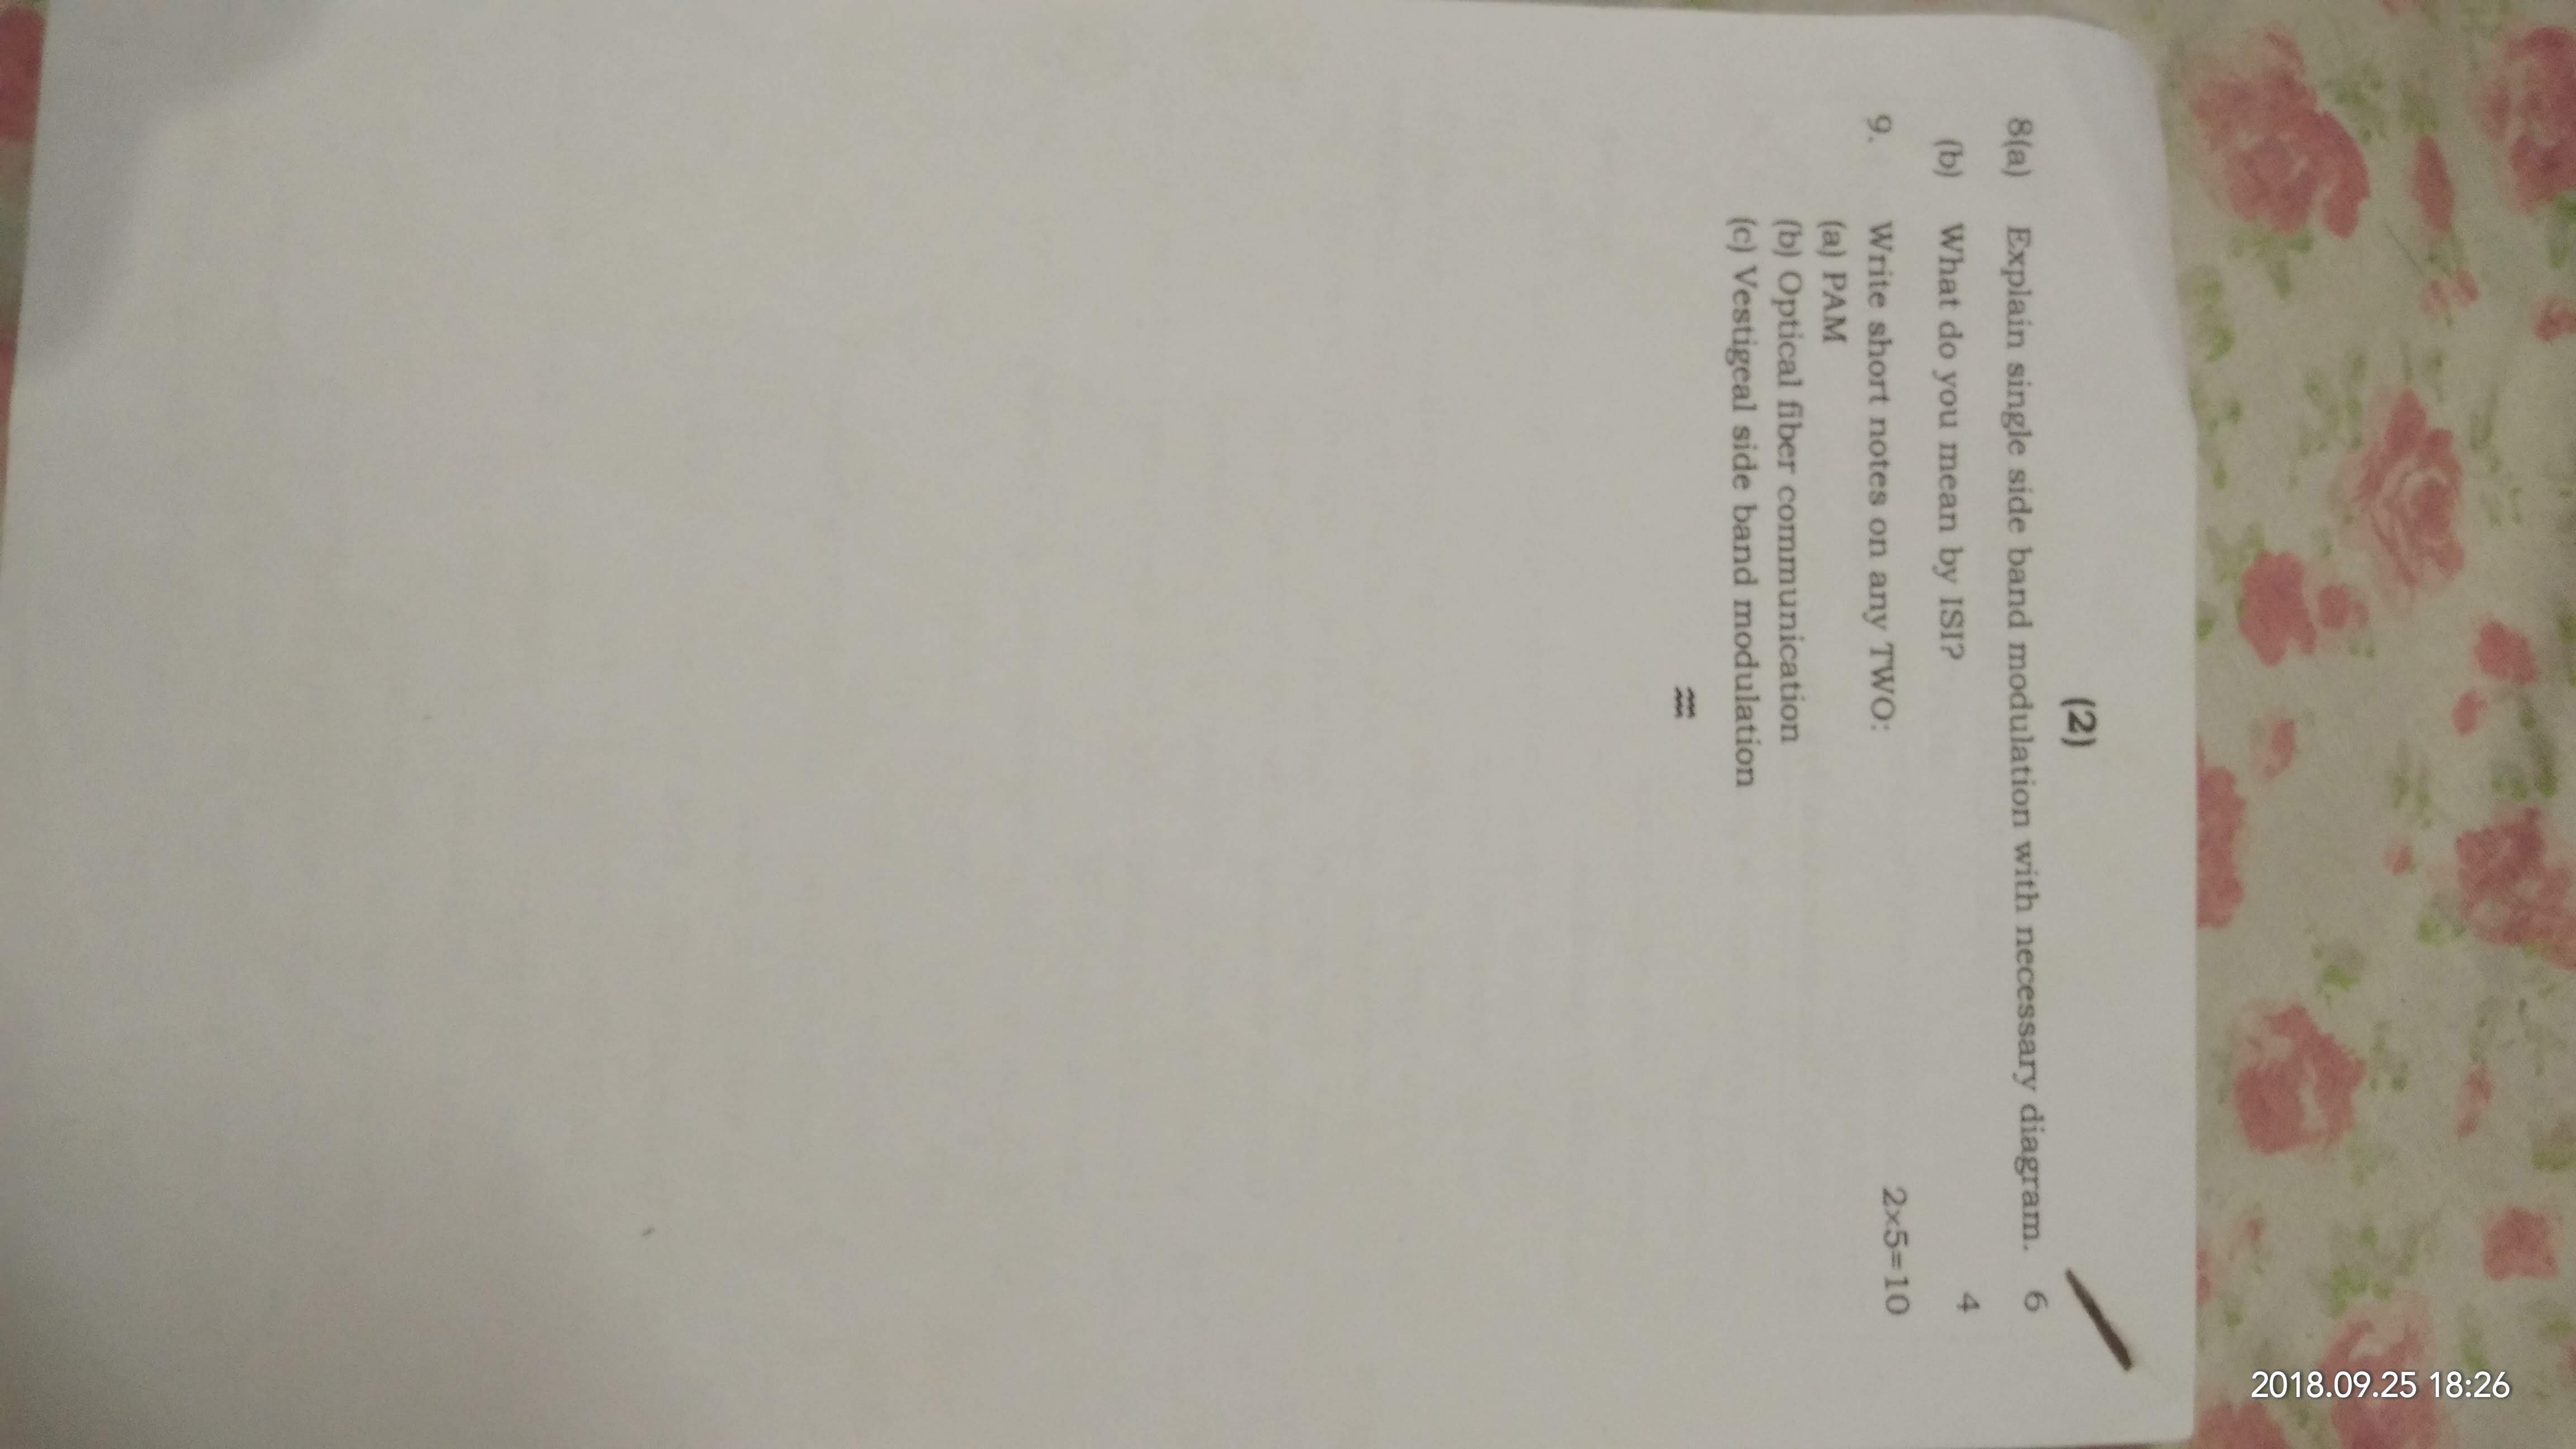 2018.09.25 18:26
(2)
8(a) Explain single side band modulation with necessary diagram. 6
(b) What do you mean by ISI? 4
9. Write short notes on any TWO: 2×5=10
(a) PAM
(b) Optical fiber communication
(c) Vestigeal side band modulation